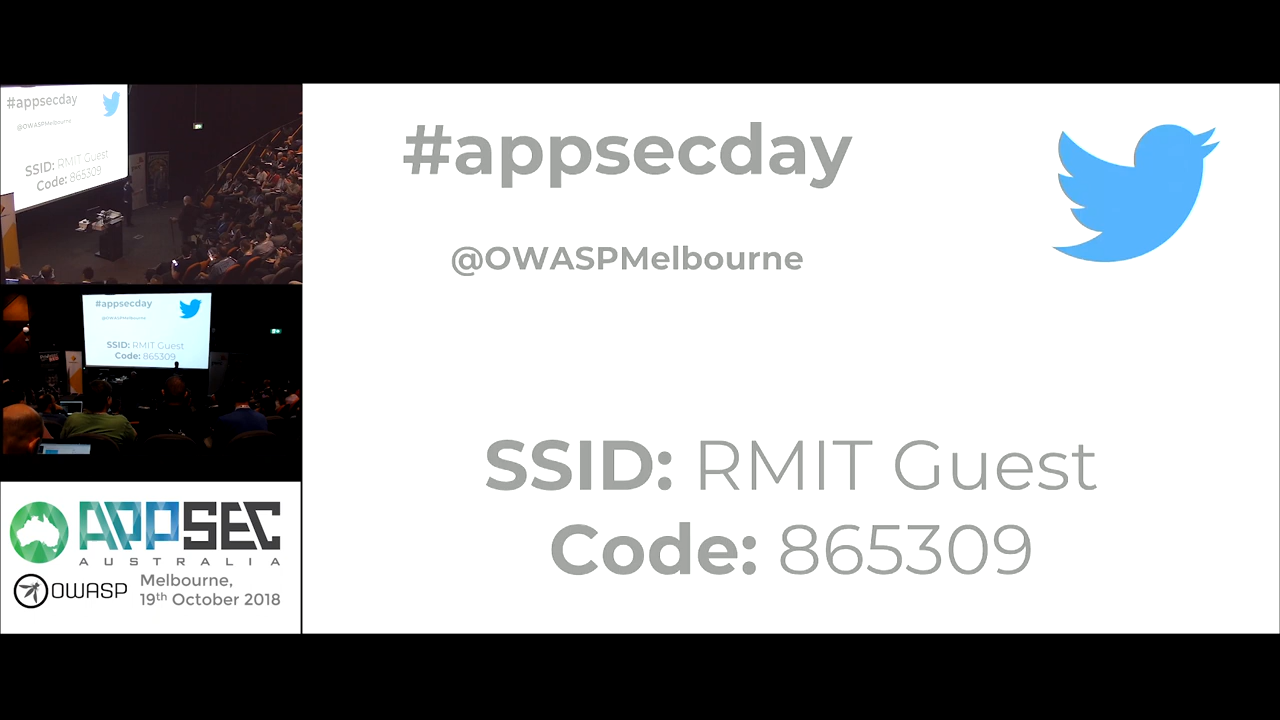 #appsecday
@OWASPMelbourne
SSID: RMIT Guest
Code: 865309
#appsecday
@OWASPMelbourne
SSID: RMIT Guest
Code: 865309
#appsecday
@OWASPMelbourne
SSID: RMIT Guest
Code: 865309
APPSEC
AUSTRALIA
OWASP
Melbourne,
19th October 2018